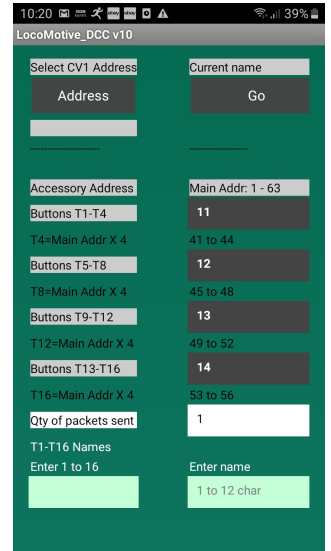 10:20 39%
LocoMotive_DCC v10
Select CV1 Address Current name
Address Go
-------------------- -----------------
Accessory Address Main Addr: 1 - 63
Buttons T1-T4 11
T4=Main Addr X 4 41 to 44
Buttons T5-T8 12
T8=Main Addr X 4 45 to 48
Buttons T9-T12 13
T12=Main Addr X 4 49 to 52
Buttons T13-T16 14
T16=Main Addr X 4 53 to 56
Qty of packets sent 1
T1-T16 Names
Enter 1 to 16 Enter name
1 to 12 char